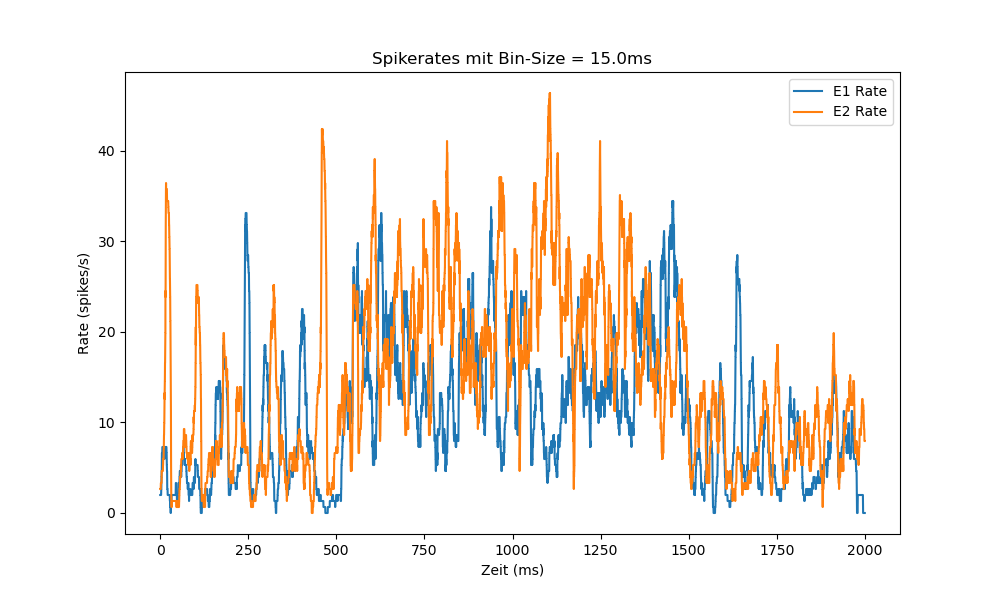 Spikerates mit Bin-Size = 15.0ms
E1 Rate
E2 Rate
Rate (spikes/s)
40
30
20
10
0
0 250 500 750 1000 1250 1500 1750 2000
Zeit (ms)